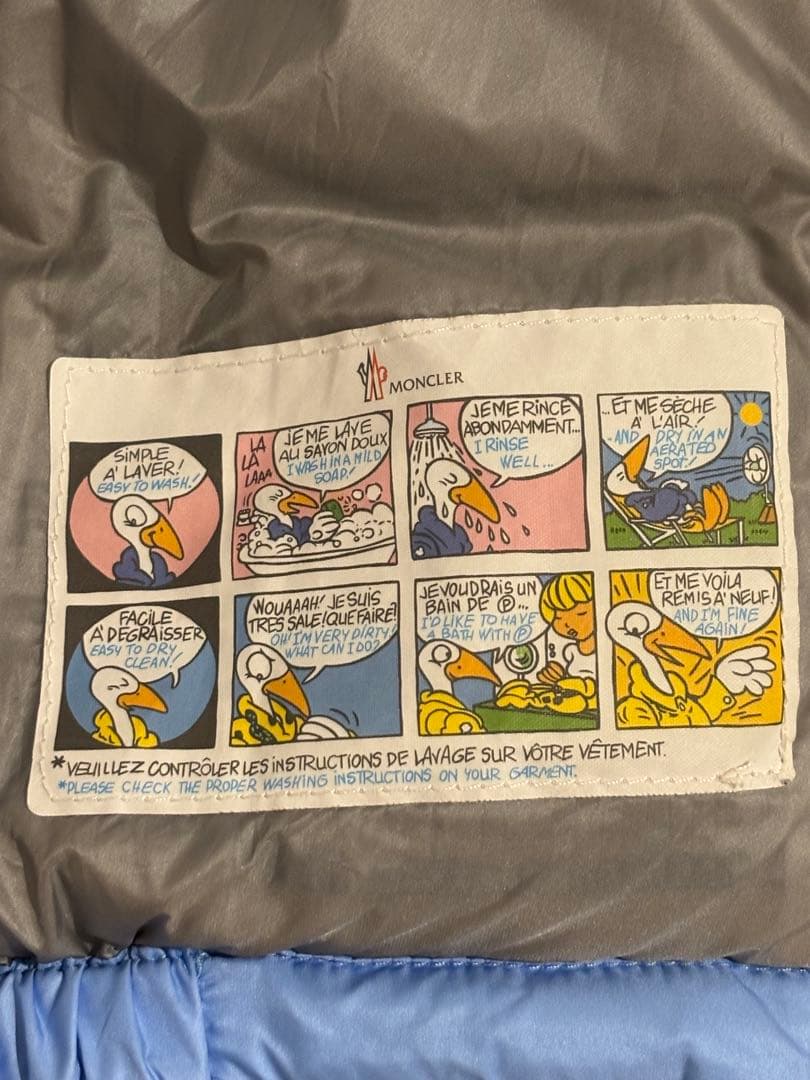 MONCLER
SIMPLE
A' LAVER!
EASY TO WASH!
LA
LA
LAAA
JE ME LAVE
AU SAVON DOUX
I WASH IN A MILD
SOAP!
JE ME RINCE
ABONDAMMENT...
I RINSE
WELL...
...ET ME SÈCHE
A' L'AIR!
-AND DRY IN AN
AERATED
SPOT!
FACILE
A' DEGRAISSER
EASY TO DRY
CLEAN!
WOUAAAH! JE SUIS
TRES SALE! QUE FAIRE?
OH! I'M VERY DIRTY!
WHAT CAN I DO?
JE VOUDRAIS UN
BAIN DE Ⓟ...
I'D LIKE TO HAVE
A BATH WITH Ⓟ
ET ME VOILA
REMIS A' NEUF!
AND I'M FINE
AGAIN!
*VEUILLEZ CONTRÔLER LES INSTRUCTIONS DE LAVAGE SUR VÔTRE VÊTEMENT.
*PLEASE CHECK THE PROPER WASHING INSTRUCTIONS ON YOUR GARMENT.